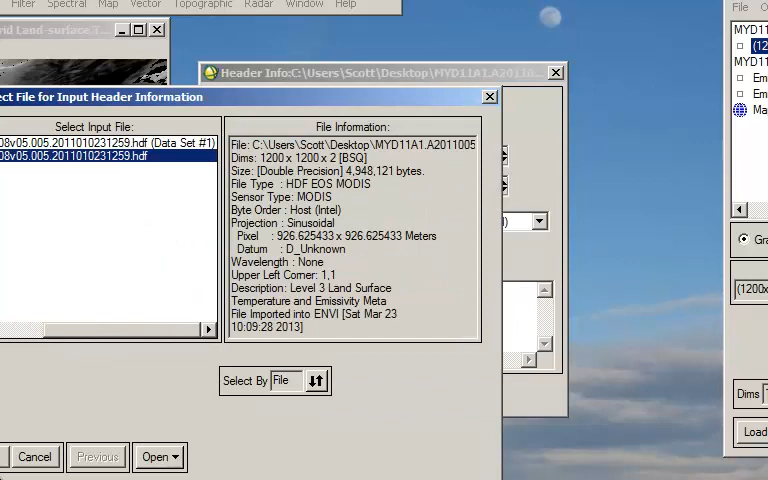 Filter Spectral Map Vector Topographic Radar Window Help
File
Header Info:C:\Users\Scott\Desktop\MYD11A1.A20110
ect File for Input Header Information
Select Input File:
08v05.005.2011010231259.hdf (Data Set #1)
08v05.005.2011010231259.hdf
File Information:
File: C:\Users\Scott\Desktop\MYD11A1.A2011005
Dims: 1200 x 1200 x 2 [BSQ]
Size: [Double Precision] 4,948,121 bytes.
File Type : HDF EOS MODIS
Sensor Type: MODIS
Byte Order : Host (Intel)
Projection : Sinusoidal
Pixel : 926.625433 x 926.625433 Meters
Datum : D_Unknown
Wavelength : None
Upper Left Corner: 1,1
Description: Level 3 Land Surface
Temperature and Emissivity Meta
File Imported into ENVI [Sat Mar 23
10:09:28 2013]
Select By File
Cancel Previous Open
MYD11
(12
MYD11
Em
Em
Ma
Gra
(1200x
Dims
Load